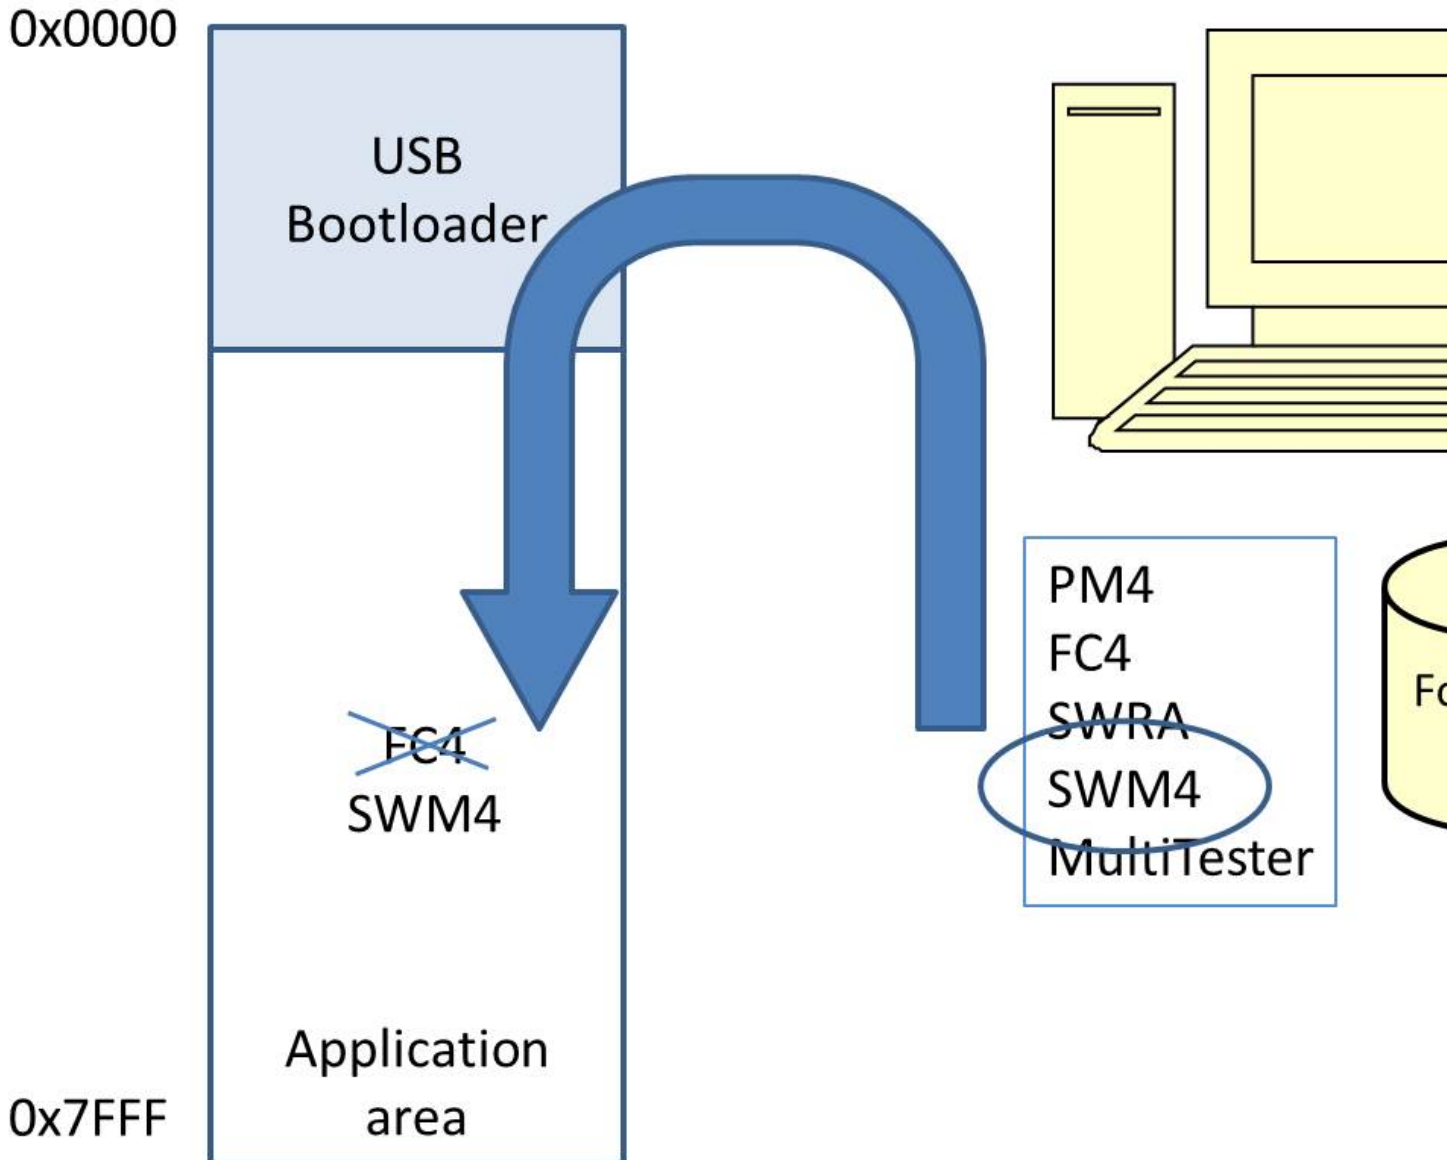 0x0000
USB
Bootloader
PM4
FC4
SWRA
SWM4
MultiTester
FC4
SWM4
Application
area
0x7FFF